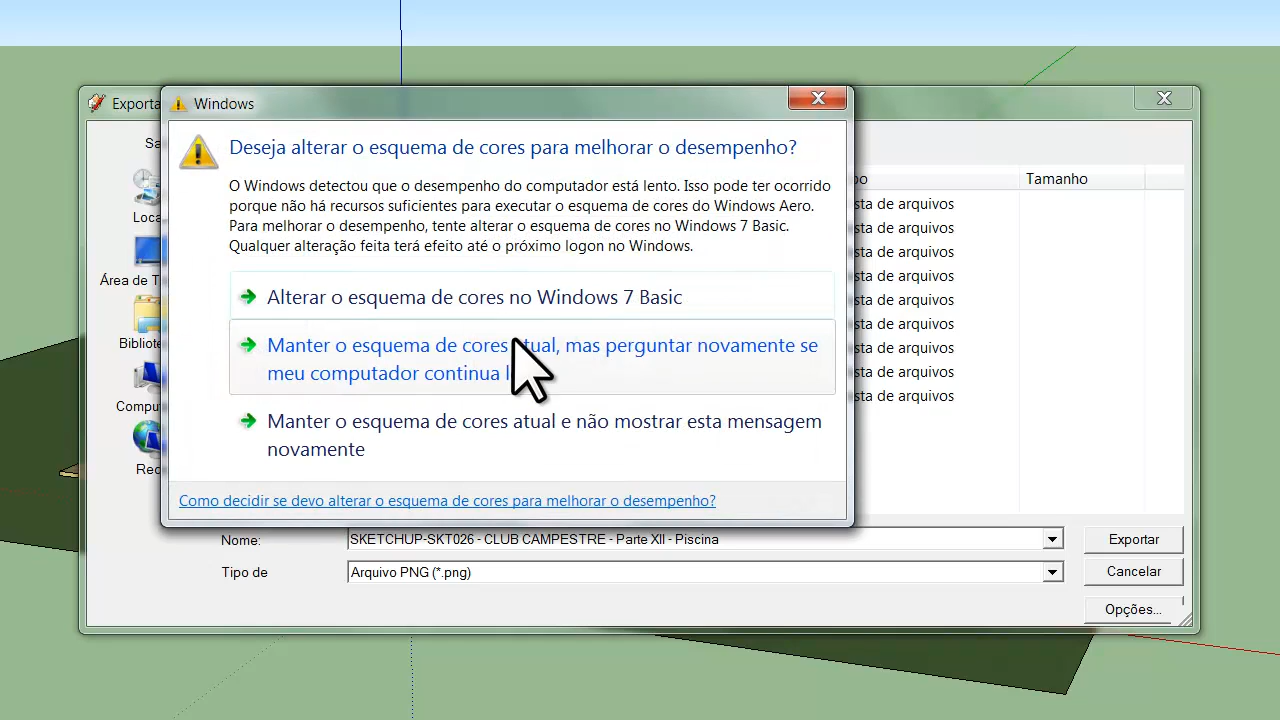 Exporta
Windows
Deseja alterar o esquema de cores para melhorar o desempenho?
O Windows detectou que o desempenho do computador está lento. Isso pode ter ocorrido
porque não há recursos suficientes para executar o esquema de cores do Windows Aero.
Para melhorar o desempenho, tente alterar o esquema de cores no Windows 7 Basic.
Qualquer alteração feita terá efeito até o próximo logon no Windows.
Alterar o esquema de cores no Windows 7 Basic
Manter o esquema de cores atual, mas perguntar novamente se
meu computador continua l
Manter o esquema de cores atual e não mostrar esta mensagem
novamente
Como decidir se devo alterar o esquema de cores para melhorar o desempenho?
Sa
Loca
Área de T
Bibliote
Compu
Rec
po
Tamanho
sta de arquivos
sta de arquivos
sta de arquivos
sta de arquivos
sta de arquivos
sta de arquivos
sta de arquivos
sta de arquivos
sta de arquivos
Nome:
SKETCHUP-SKT026 - CLUB CAMPESTRE - Parte XII - Piscina
Exportar
Tipo de
Arquivo PNG (*.png)
Cancelar
Opções...